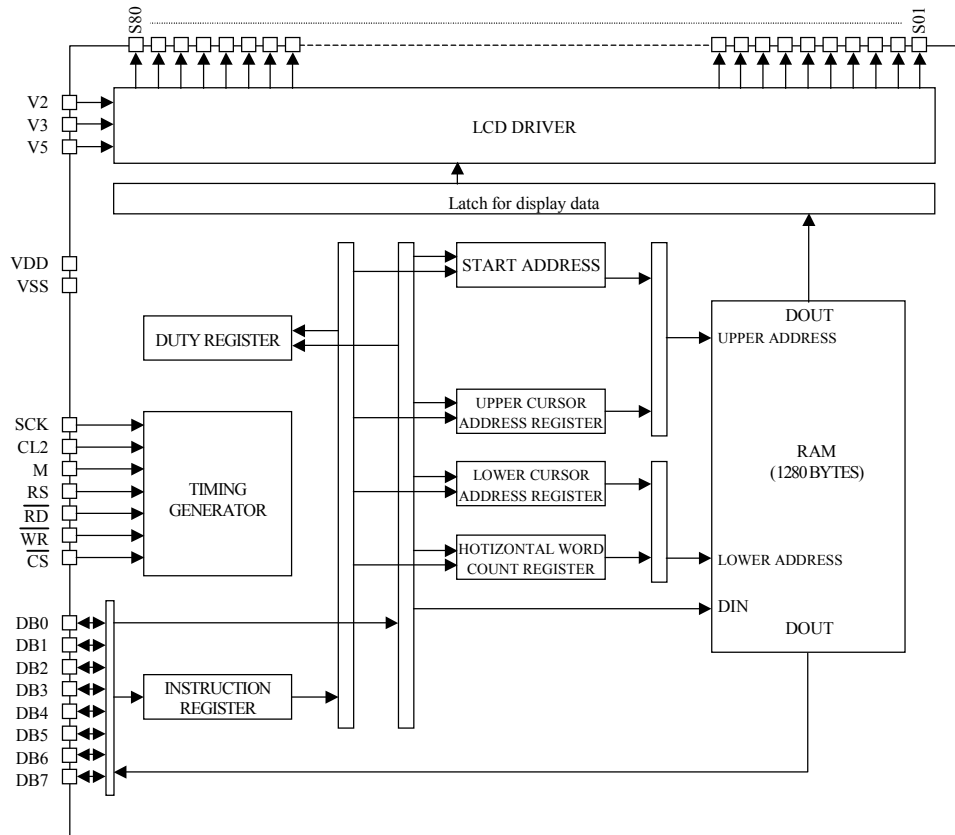 S80
S01
V2
V3
V5
LCD DRIVER
Latch for display data
VDD
VSS
START ADDRESS
DUTY REGISTER
DOUT
UPPER ADDRESS
UPPER CURSOR
ADDRESS REGISTER
SCK
CL2
M
RS
RD
WR
CS
TIMING
GENERATOR
LOWER CURSOR
ADDRESS REGISTER
RAM
(1280 BYTES)
HOTIZONTAL WORD
COUNT REGISTER
LOWER ADDRESS
DIN
DOUT
DB0
DB1
DB2
DB3
DB4
DB5
DB6
DB7
INSTRUCTION
REGISTER